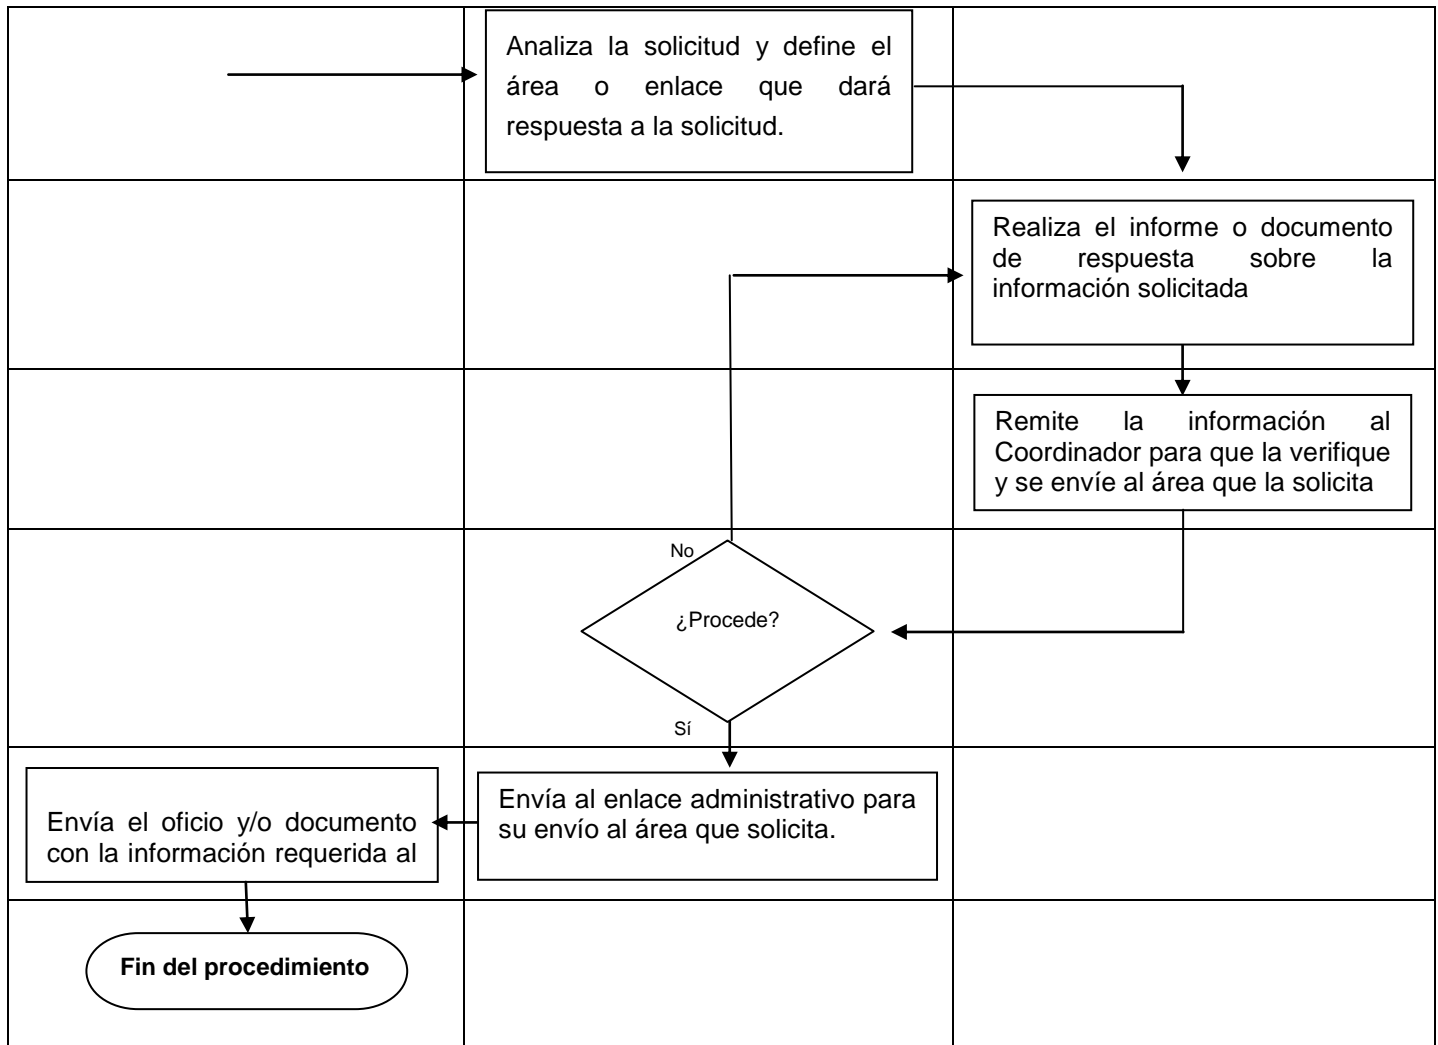 Analiza la solicitud y define el
área o enlace que dará
respuesta a la solicitud.
Realiza el informe o documento
de respuesta sobre la
información solicitada
Remite la información al
Coordinador para que la verifique
y se envíe al área que la solicita
No
¿Procede?
Sí
Envía al enlace administrativo para
su envío al área que solicita.
Envía el oficio y/o documento
con la información requerida al
Fin del procedimiento